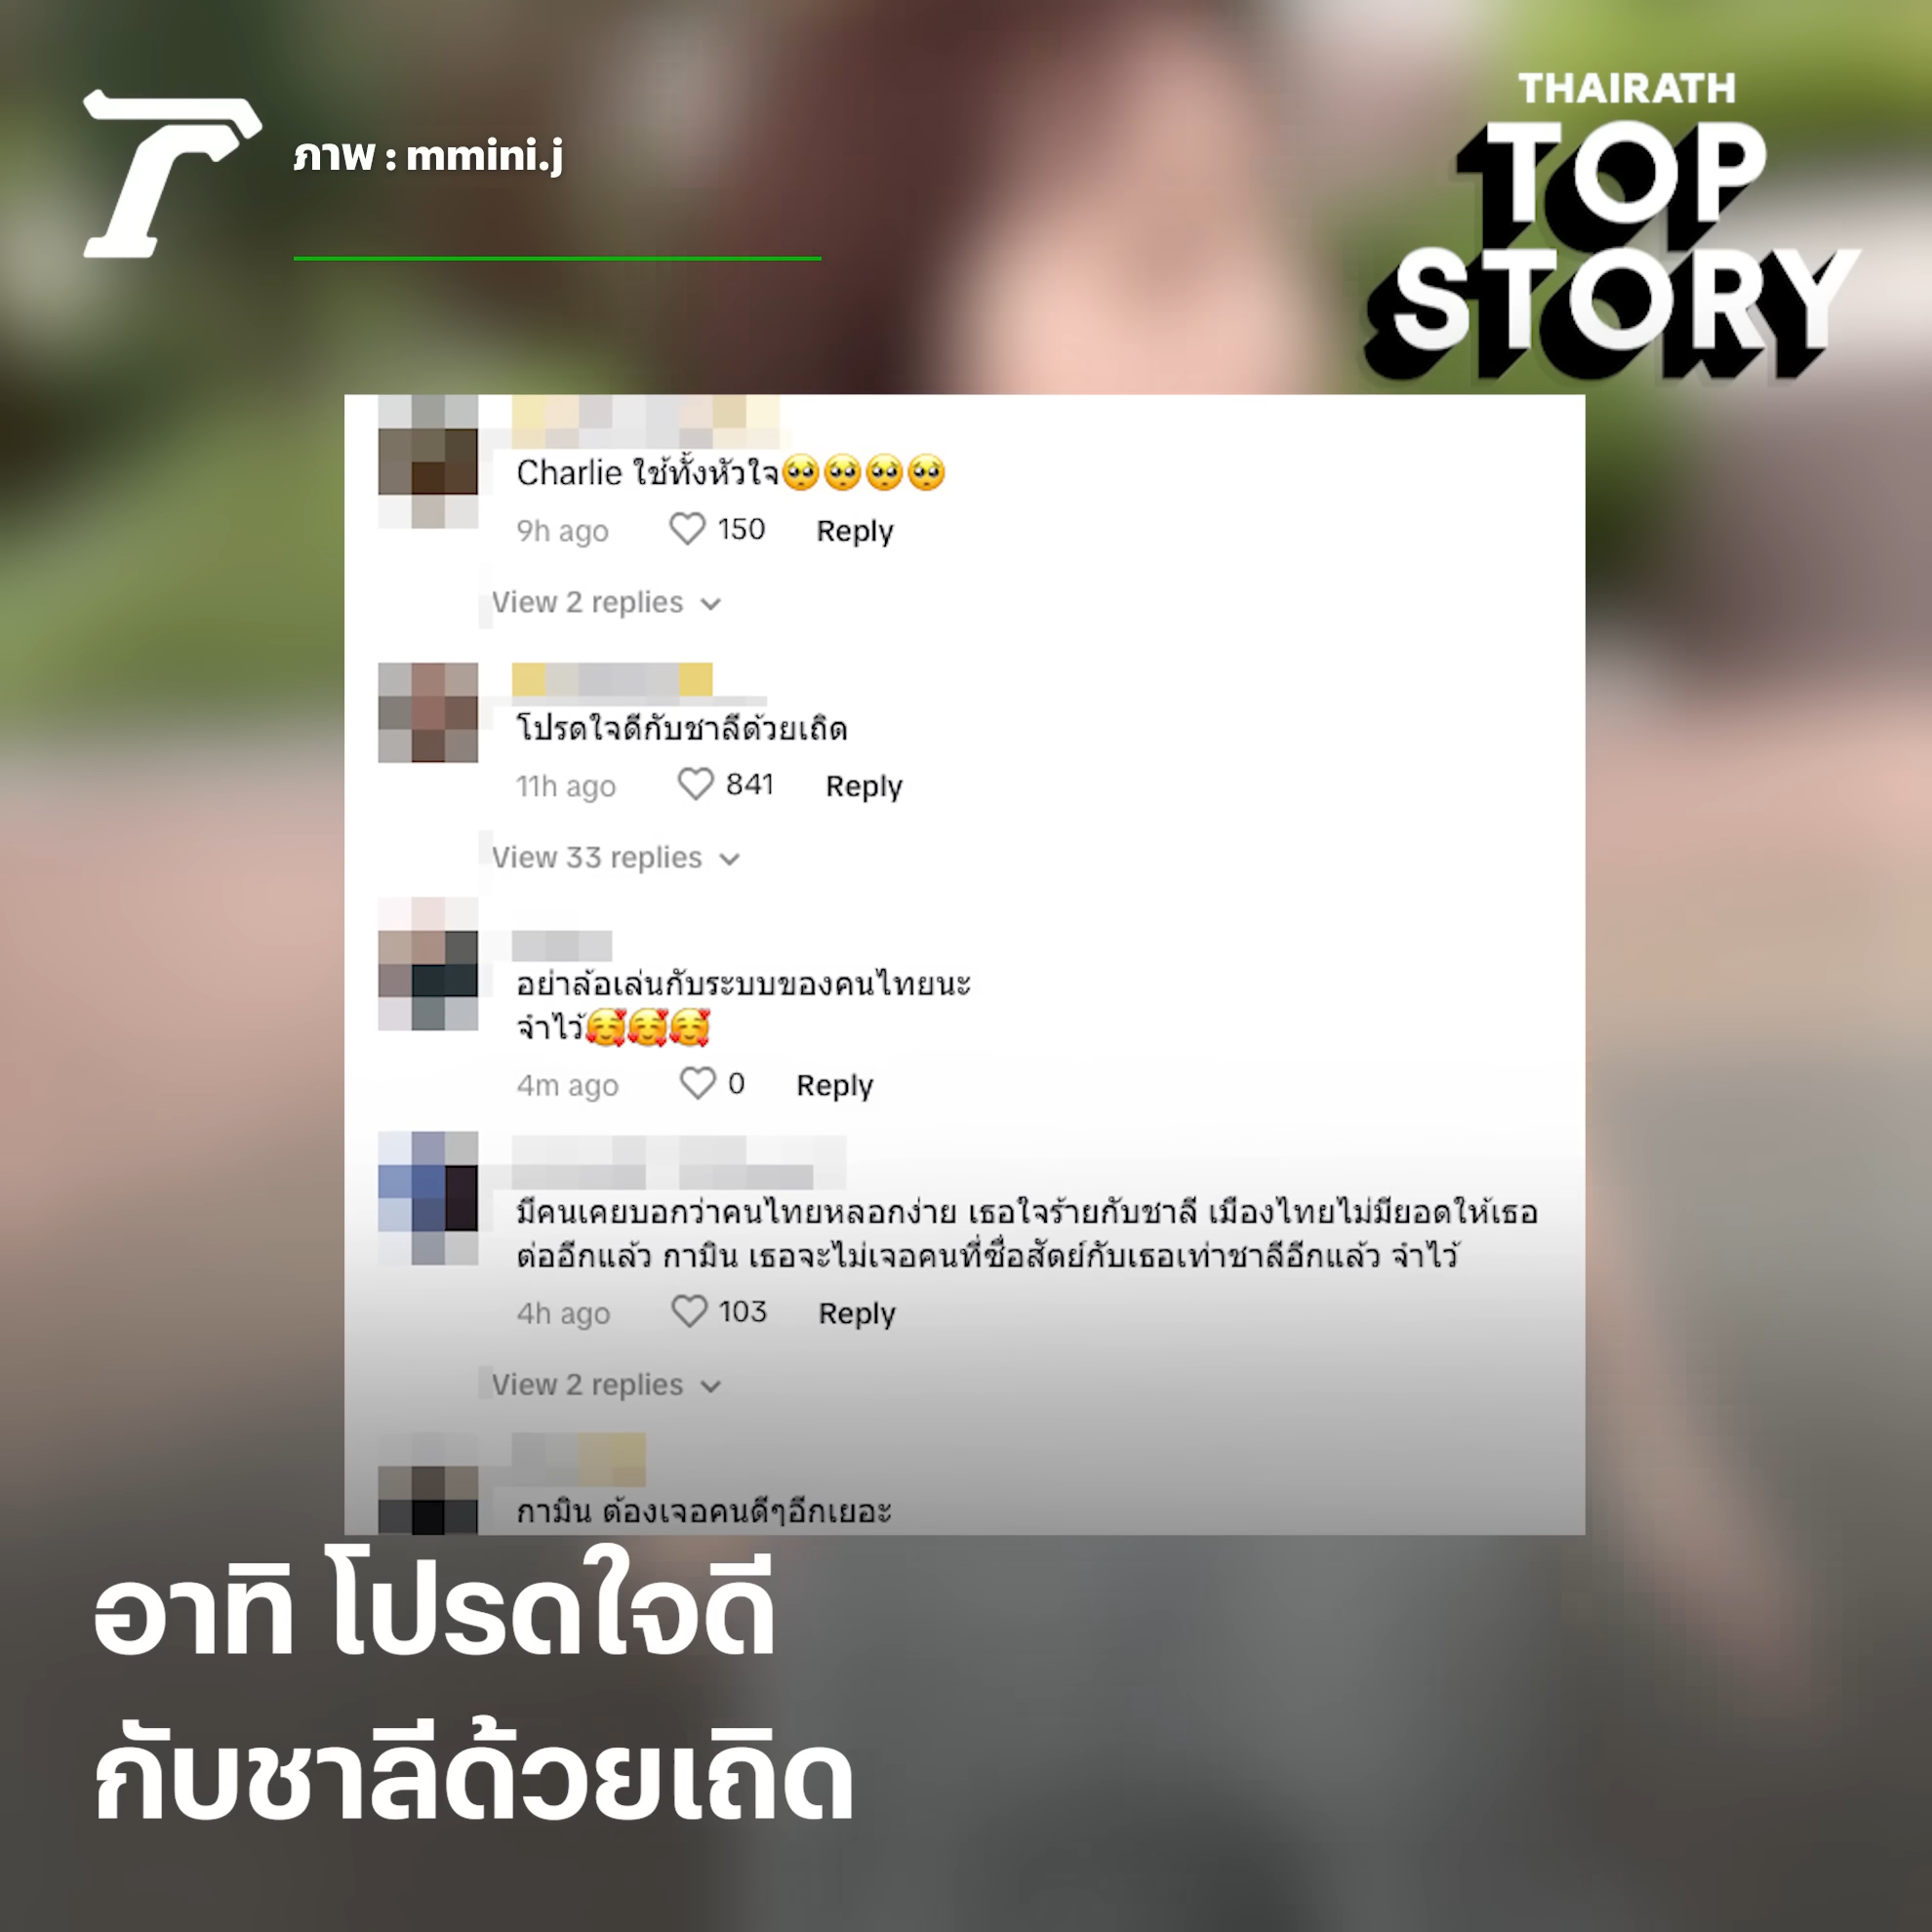 ภาพ : mmini.j
THAIRATH
TOP
STORY
Charlie ใช้ทั้งหัวใจ🥺🥺🥺🥺
9h ago 150 Reply
View 2 replies
โปรดใจดีกับชาลีด้วยเถิด
11h ago 841 Reply
View 33 replies
อย่าล้อเล่นกับระบบของคนไทยนะ
จำไว้🥰🥰🥰
4m ago 0 Reply
มีคนเคยบอกว่าคนไทยหลอกง่าย เธอใจร้ายกับชาลี เมืองไทยไม่มียอดให้เธอ
ต่ออีกแล้ว กามิน เธอจะไม่เจอคนที่ซื่อสัตย์กับเธอเท่าชาลีอีกแล้ว จำไว้
4h ago 103 Reply
View 2 replies
กามิน ต้องเจอคนดีๆอีกเยอะ
อาทิ โปรดใจดี
กับชาลีด้วยเถิด